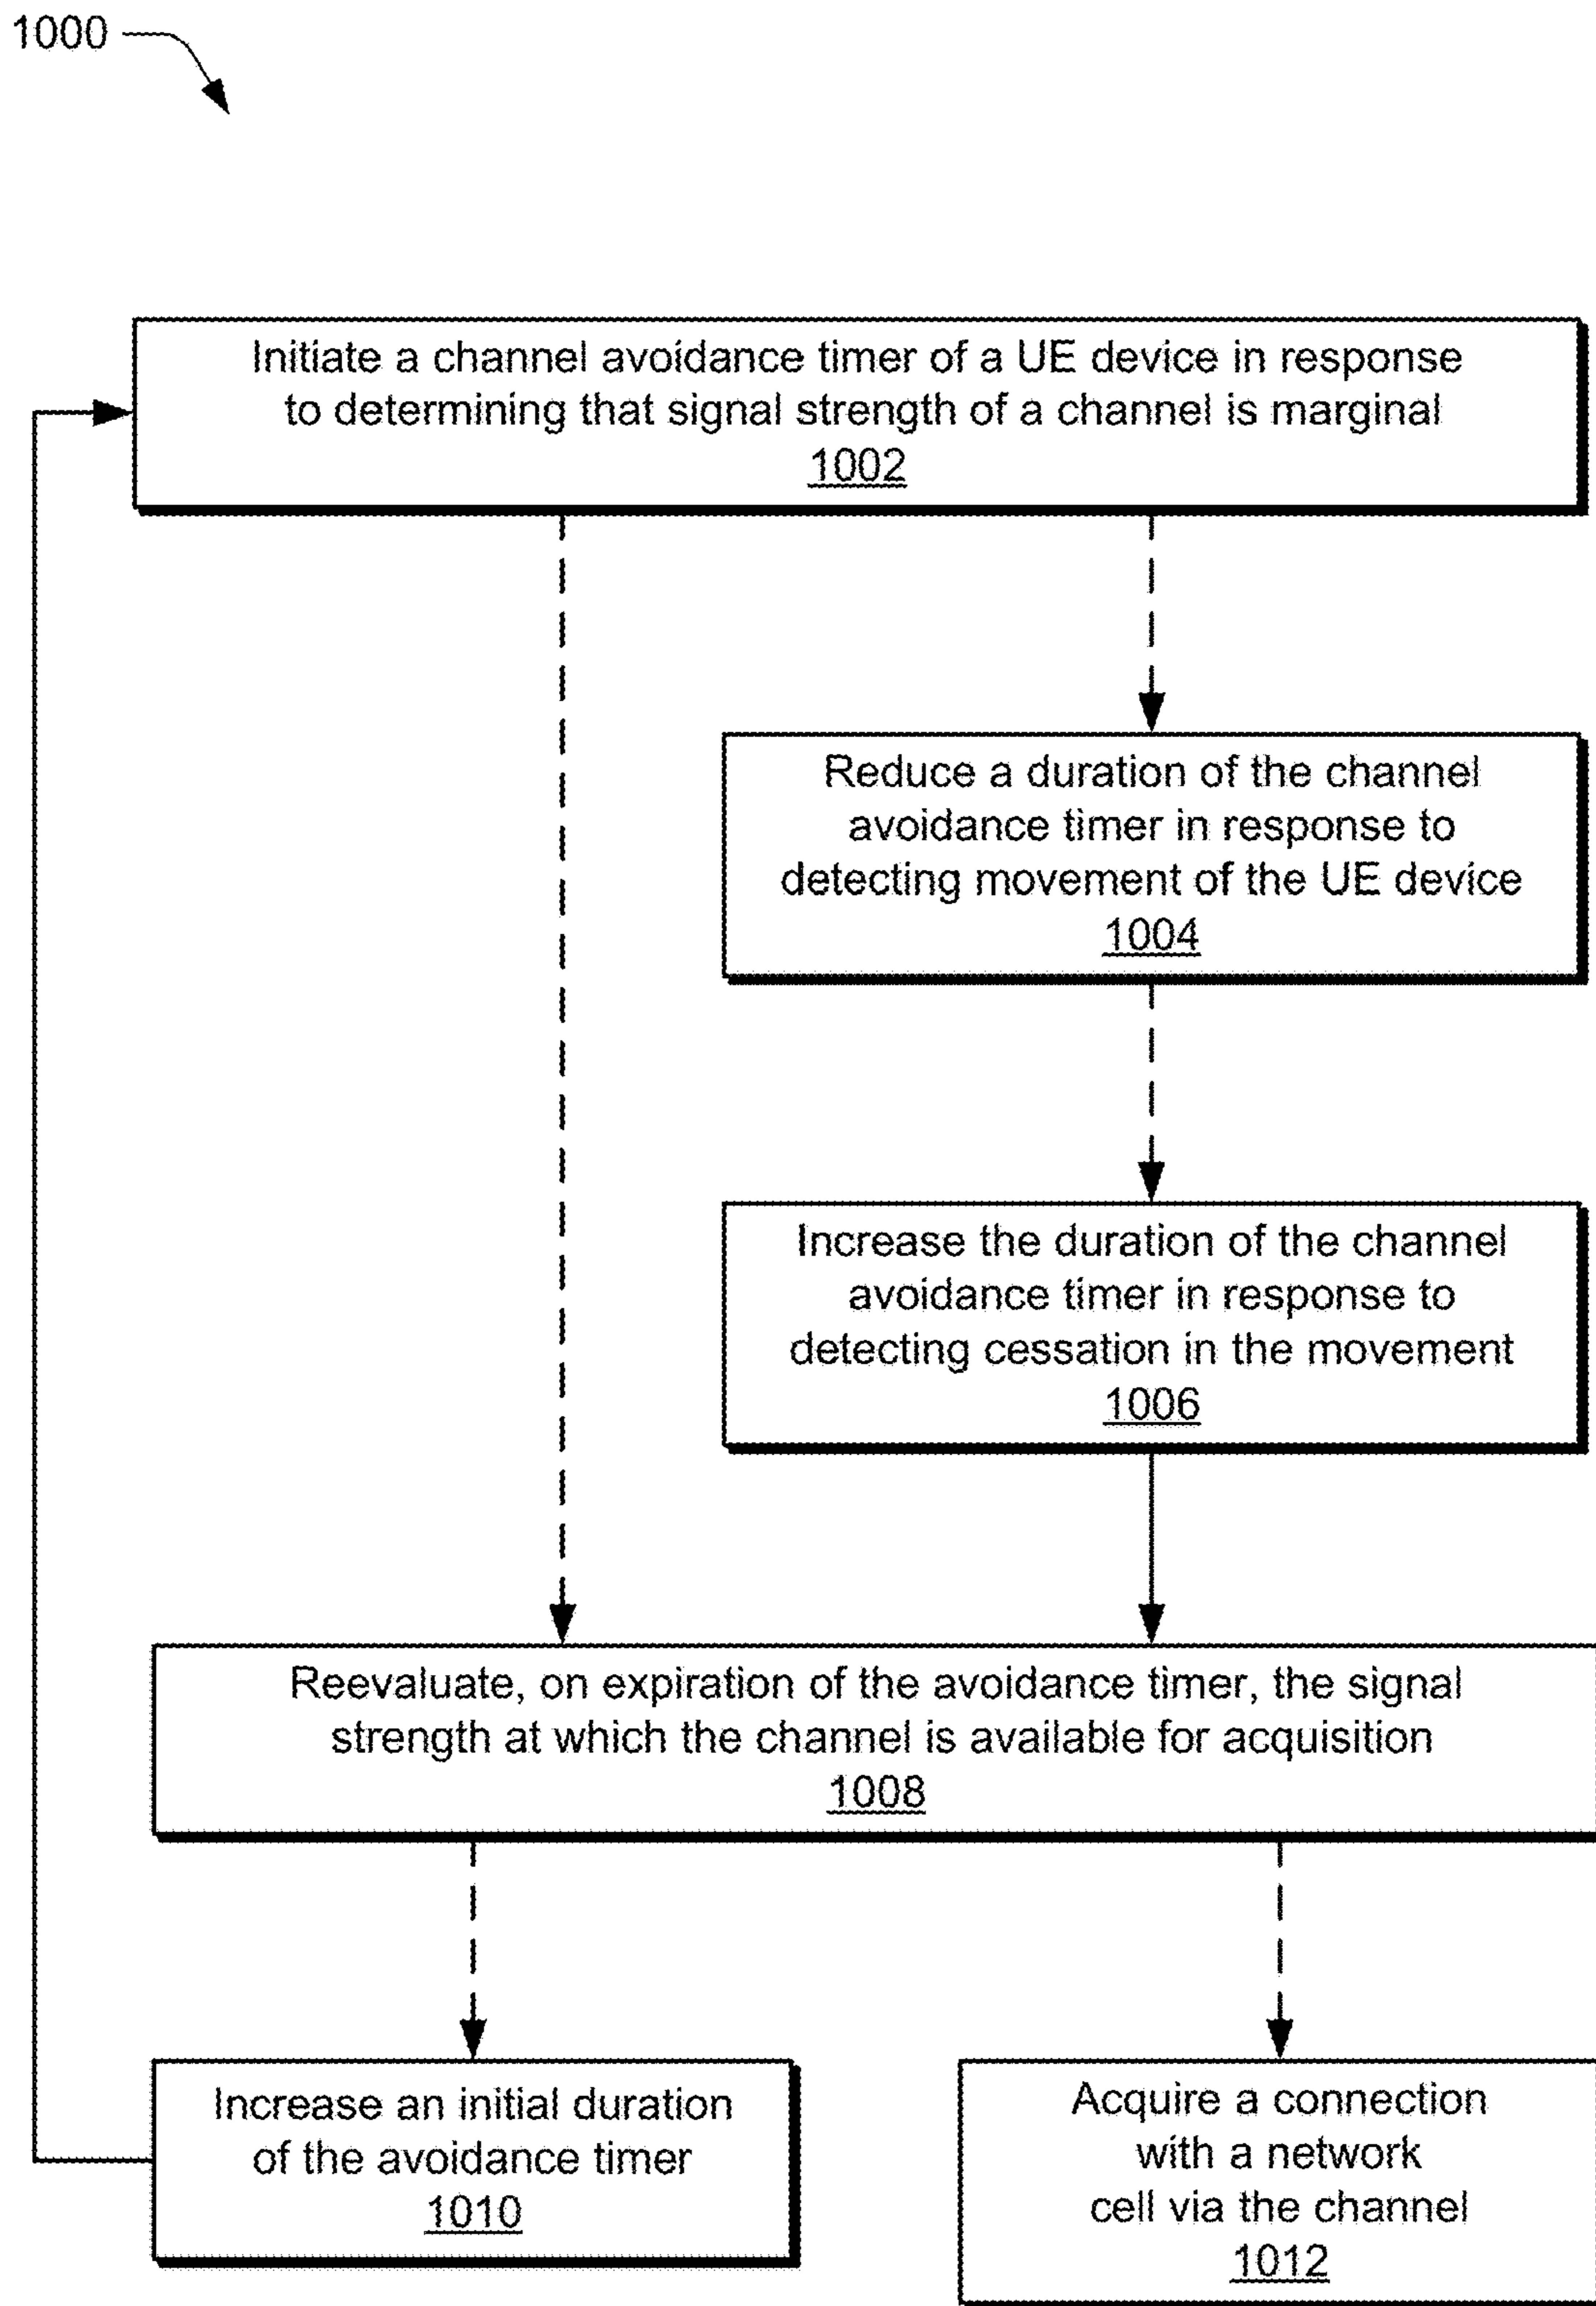 1000
Initiate a channel avoidance timer of a UE device in response
to determining that signal strength of a channel is marginal
1002
Reduce a duration of the channel
avoidance timer in response to
detecting movement of the UE device
1004
Increase the duration of the channel
avoidance timer in response to
detecting cessation in the movement
1006
Reevaluate, on expiration of the avoidance timer, the signal
strength at which the channel is available for acquisition
1008
Increase an initial duration
of the avoidance timer
1010
Acquire a connection
with a network
cell via the channel
1012